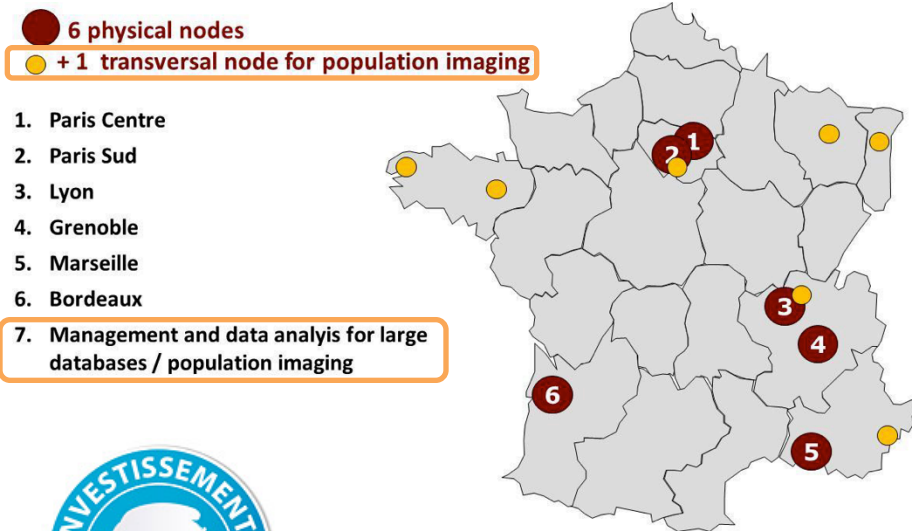 6 physical nodes
+ 1 transversal node for population imaging
1. Paris Centre
2. Paris Sud
3. Lyon
4. Grenoble
5. Marseille
6. Bordeaux
7. Management and data analyis for large
databases / population imaging
1
2
3
4
6
5
INVESTISSEMENT